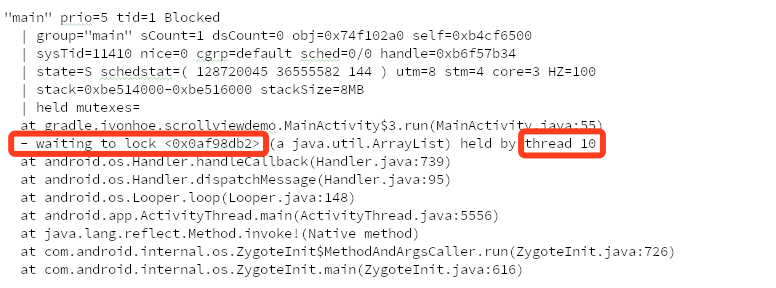 "main" prio=5 tid=1 Blocked
| group="main" sCount=1 dsCount=0 obj=0x74f102a0 self=0xb4cf6500
| sysTid=11410 nice=0 cgrp=default sched=0/0 handle=0xb6f57b34
| state=S schedstat=( 128720045 36555582 144 ) utm=8 stm=4 core=3 HZ=100
| stack=0xbe514000-0xbe516000 stackSize=8MB
| held mutexes=
at gradle.ivonhoe.scrollviewdemo.MainActivity$3.run(MainActivity.java:55)
- waiting to lock <0x0af98db2> (a java.util.ArrayList) held by thread 10
at android.os.Handler.handleCallback(Handler.java:739)
at android.os.Handler.dispatchMessage(Handler.java:95)
at android.os.Looper.loop(Looper.java:148)
at android.app.ActivityThread.main(ActivityThread.java:5556)
at java.lang.reflect.Method.invoke!(Native method)
at com.android.internal.os.ZygoteInit$MethodAndArgsCaller.run(ZygoteInit.java:726)
at com.android.internal.os.ZygoteInit.main(ZygoteInit.java:616)